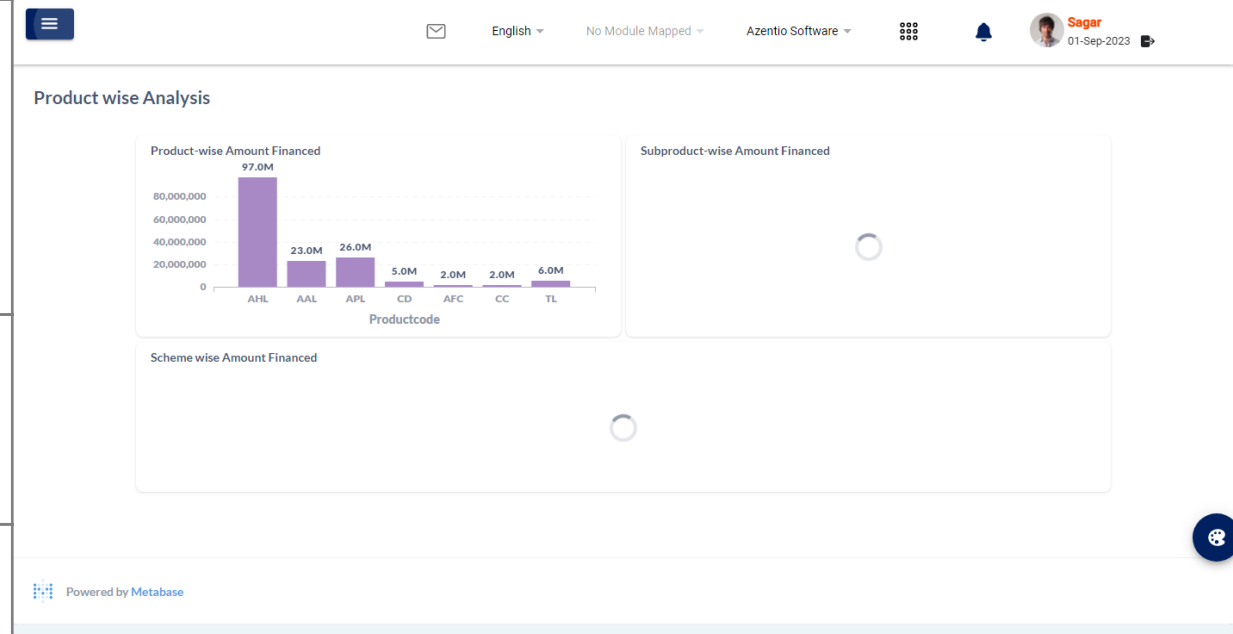 English
No Module Mapped
Azentio Software
Sagar
01-Sep-2023
Product wise Analysis
Product-wise Amount Financed
97.0M
80,000,000
60,000,000
40,000,000
20,000,000
0
23.0M
26.0M
5.0M
2.0M
2.0M
6.0M
AHL AAL APL CD AFC CC TL
Productcode
Subproduct-wise Amount Financed
Scheme wise Amount Financed
Powered by Metabase